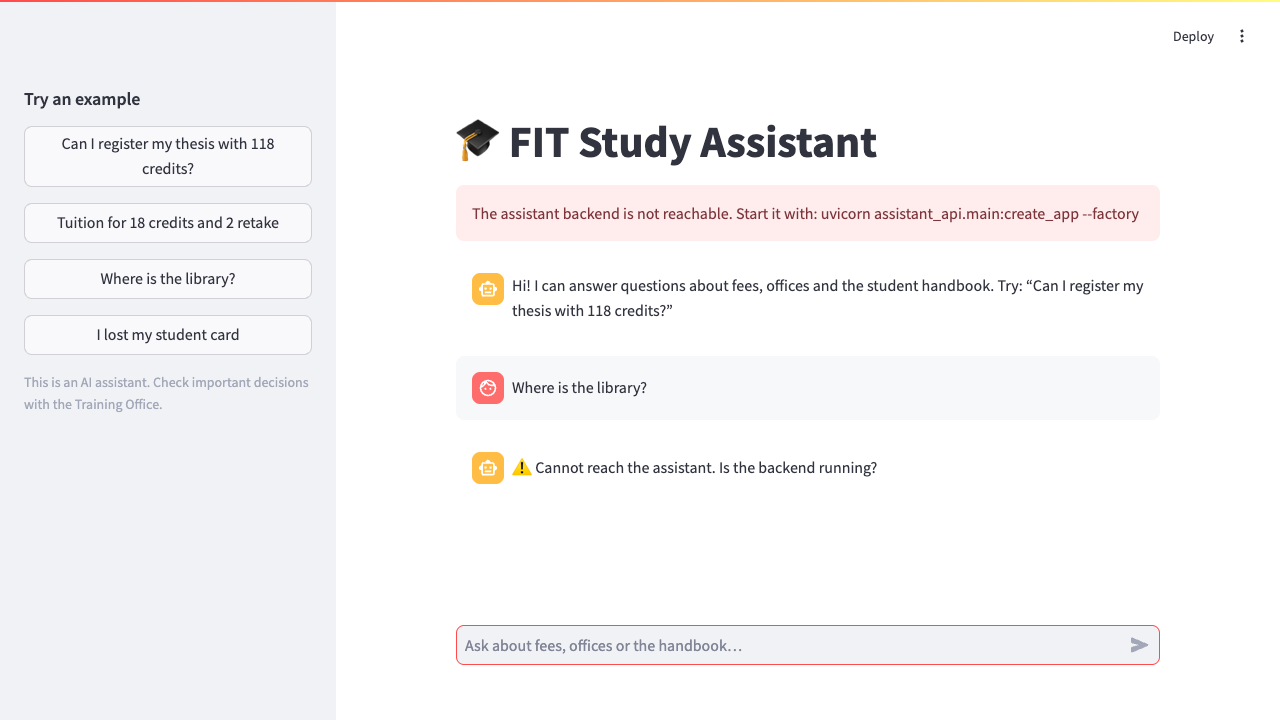 Deploy
Try an example
Can I register my thesis with 118
credits?
Tuition for 18 credits and 2 retake
Where is the library?
I lost my student card
This is an AI assistant. Check important decisions
with the Training Office.
🎓 FIT Study Assistant
The assistant backend is not reachable. Start it with: uvicorn assistant_api.main:create_app --factory
Hi! I can answer questions about fees, offices and the student handbook. Try: “Can I register my
thesis with 118 credits?”
Where is the library?
⚠️ Cannot reach the assistant. Is the backend running?
Ask about fees, offices or the handbook…